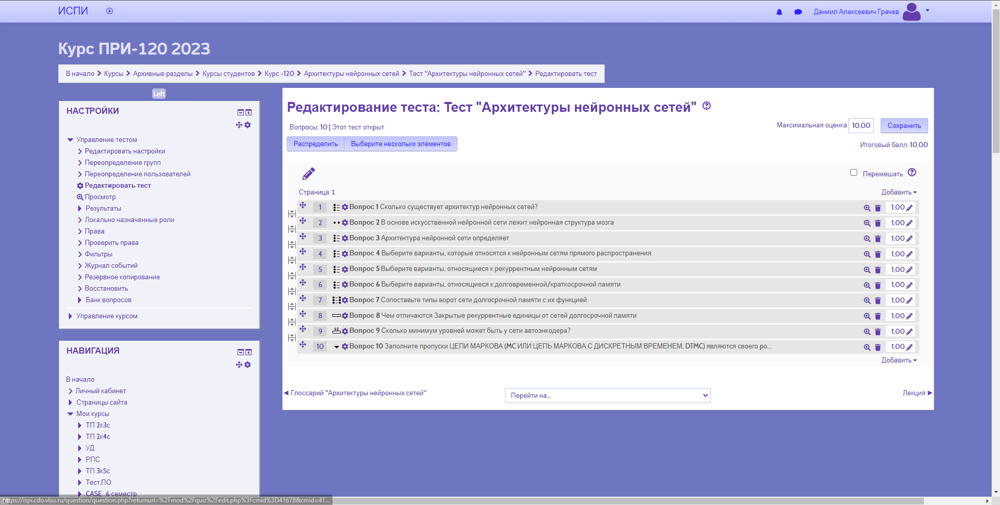 ИСПИ
Даниил Алексеевич Грачев
Курс ПРИ-120 2023
В начало Курсы Архивные разделы Курсы студентов Курс -120 Архитектуры нейронных сетей Тест "Архитектуры нейронных сетей" Редактировать тест
Left
НАСТРОЙКИ
Управление тестом
Редактировать настройки
Переопределение групп
Переопределение пользователей
Редактировать тест
Просмотр
Результаты
Локально назначенные роли
Права
Проверить права
Фильтры
Журнал событий
Резервное копирование
Восстановить
Банк вопросов
Управление курсом
НАВИГАЦИЯ
В начало
Личный кабинет
Страницы сайта
Мои курсы
ТП 2к3с
ТП 2к4с
УД
РПС
ТП 3к5с
Тест.ПО
CASE_6 семестр
Редактирование теста: Тест "Архитектуры нейронных сетей"
Вопросы: 10 | Этот тест открыт
Максимальная оценка 10,00 Сохранить
Распределить Выберите несколько элементов
Итоговый балл: 10,00
Перемешать
Страница 1
Добавить
1 Вопрос 1 Сколько существует архитектур нейронных сетей? 1,00
2 Вопрос 2 В основе искусственной нейронной сети лежит нейронная структура мозга 1,00
3 Вопрос 3 Архитектура нейронной сети определяет 1,00
4 Вопрос 4 Выберите варианты, которые относятся к нейронным сетям прямого распространения 1,00
5 Вопрос 5 Выберите варианты, относящиеся к рекуррентным нейронным сетям 1,00
6 Вопрос 6 Выберите варианты, относящиеся к долговременной/краткосрочной памяти 1,00
7 Вопрос 7 Сопоставьте типы ворот сети долгосрочной памяти с их функцией 1,00
8 Вопрос 8 Чем отличаются Закрытые рекуррентные единицы от сетей долгосрочной памяти 1,00
9 12 Вопрос 9 Сколько минимум уровней может быть у сети автоэнкодера? 1,00
10 Вопрос 10 Заполните пропуски ЦЕПИ МАРКОВА (MC ИЛИ ЦЕПЬ МАРКОВА С ДИСКРЕТНЫМ ВРЕМЕНЕМ, DTMC) являются своего ро... 1,00
Добавить
◄ Глоссарий "Архитектуры нейронных сетей"
Перейти на...
Лекция ►
https://ispi.cdo.vlsu.ru/question/question.php?returnurl=%2Fmod%2Fquiz%2Fedit.php%3Fcmid%3D41678&cmid=41...